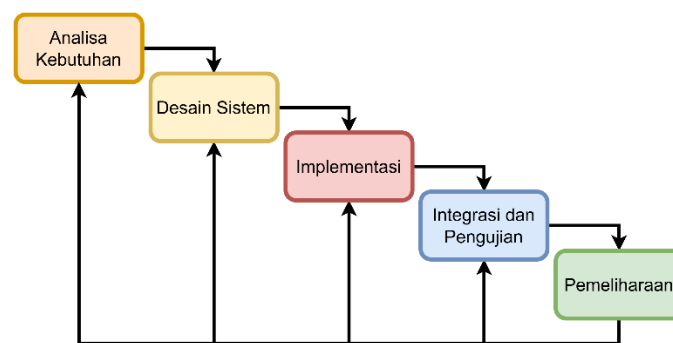 Analisa
Kebutuhan
Desain Sistem
Implementasi
Integrasi dan
Pengujian
Pemeliharaan